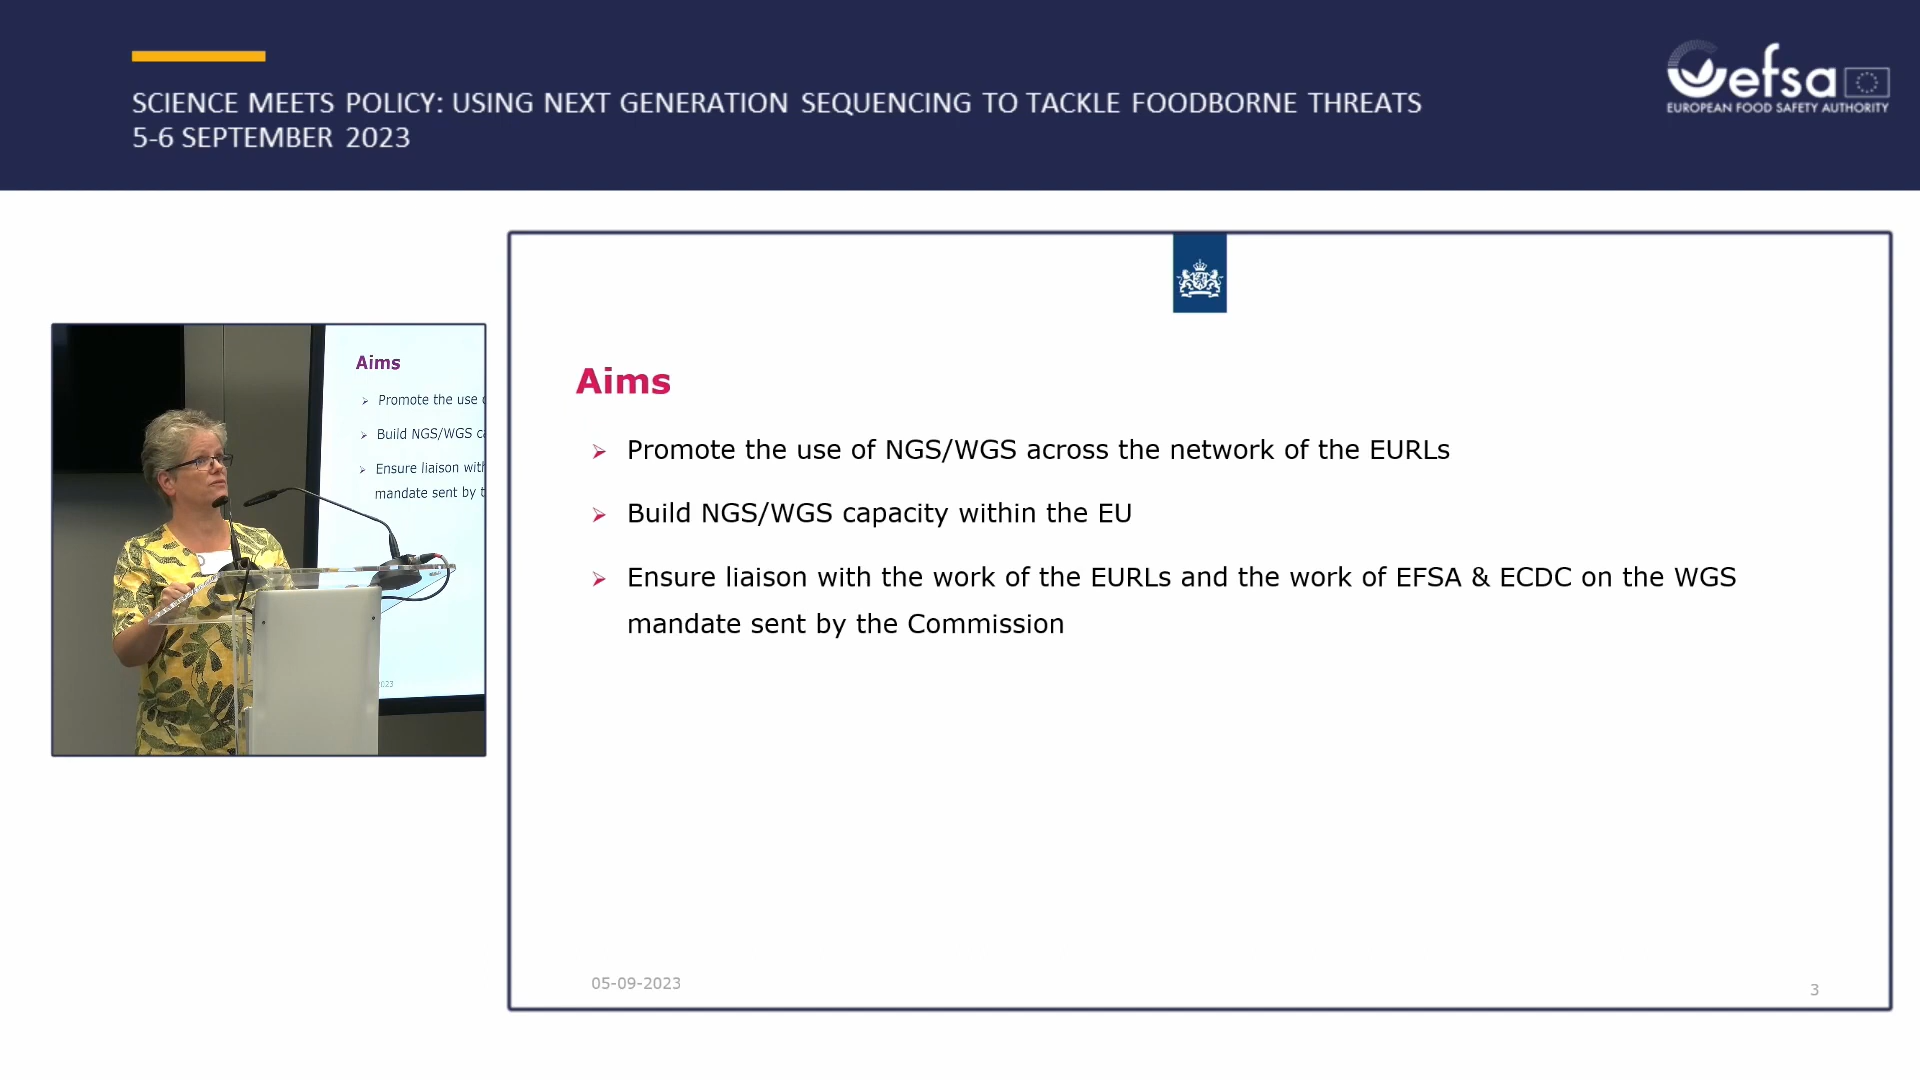 SCIENCE MEETS POLICY: USING NEXT GENERATION SEQUENCING TO TACKLE FOODBORNE THREATS
5-6 SEPTEMBER 2023
efsa
EUROPEAN FOOD SAFETY AUTHORITY
Aims
Promote the use
Build NGS/WGS
Ensure liaison with
mandate sent by
2023
Aims
Promote the use of NGS/WGS across the network of the EURLs
Build NGS/WGS capacity within the EU
Ensure liaison with the work of the EURLs and the work of EFSA & ECDC on the WGS
mandate sent by the Commission
05-09-2023
3